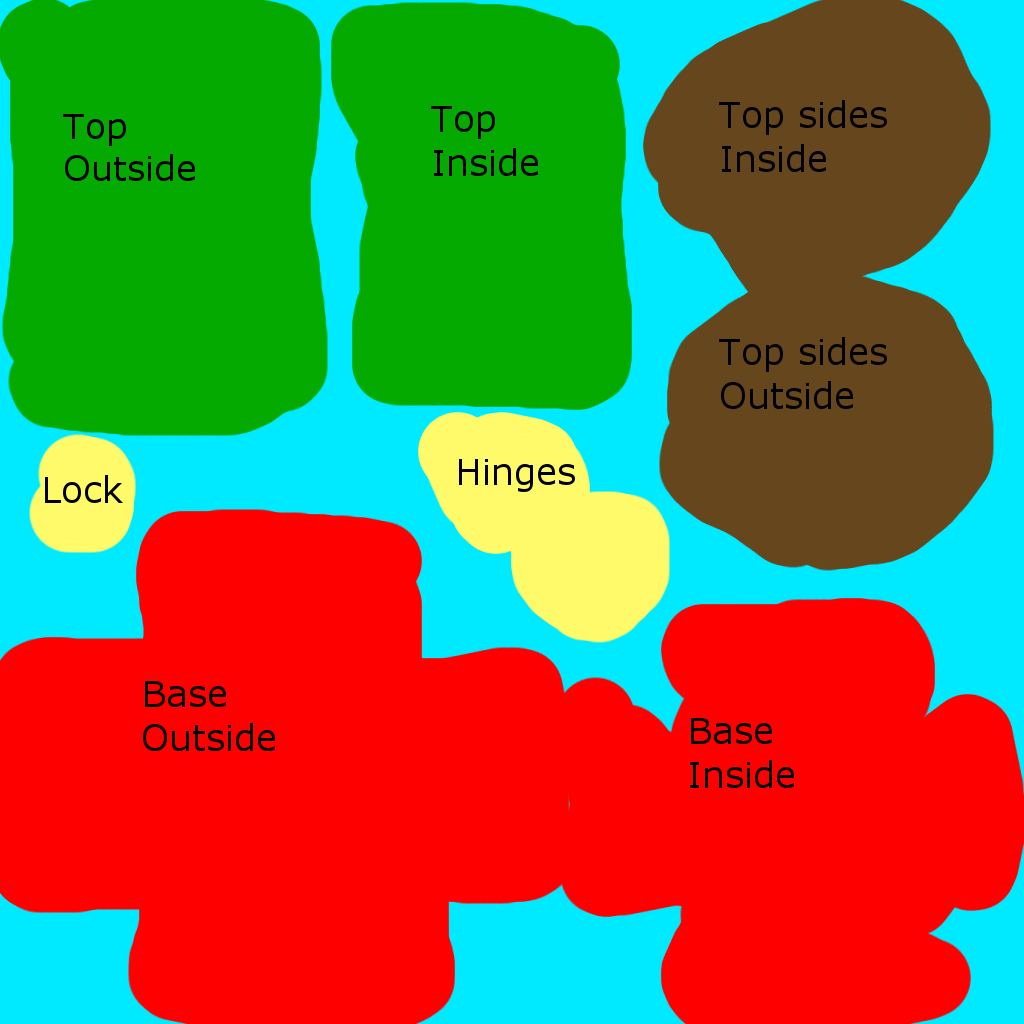 Top
Outside
Top
Inside
Top sides
Inside
Top sides
Outside
Lock
Hinges
Base
Outside
Base
Inside